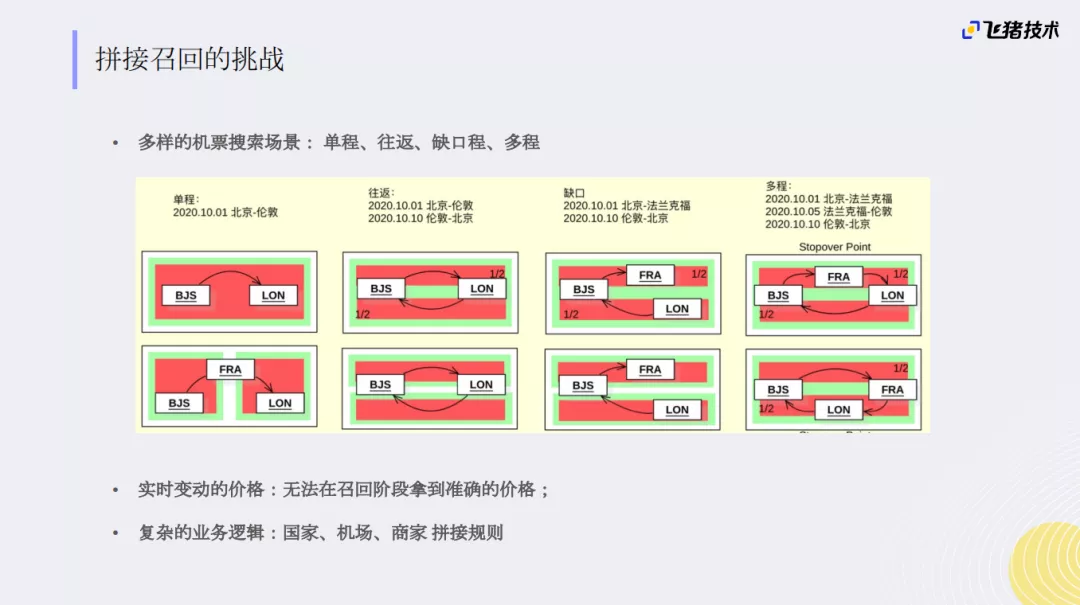 飞猪技术
拼接召回的挑战
• 多样的机票搜索场景： 单程、往返、缺口程、多程
单程:
2020.10.01 北京-伦敦
往返:
2020.10.01 北京-伦敦
2020.10.10 伦敦-北京
缺口
2020.10.01 北京-法兰克福
2020.10.10 伦敦-北京
多程:
2020.10.01 北京-法兰克福
2020.10.05 法兰克福-伦敦
2020.10.10 伦敦-北京
Stopover Point
BJS
LON
1/2
BJS
LON
1/2
FRA
1/2
BJS
LON
1/2
FRA
1/2
BJS
LON
1/2
FRA
BJS
LON
BJS
LON
FRA
BJS
LON
1/2
BJS
FRA
1/2
LON
• 实时变动的价格：无法在召回阶段拿到准确的价格；
• 复杂的业务逻辑：国家、机场、商家 拼接规则